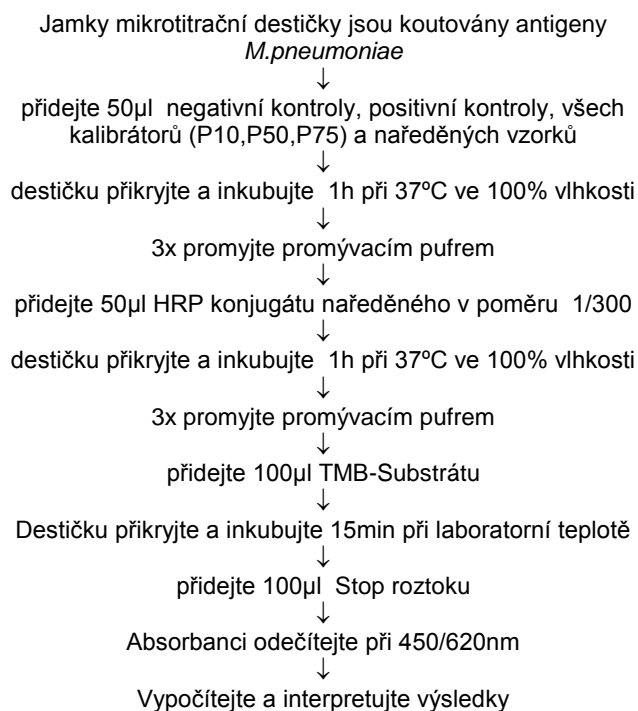 Jamky mikrotitrační destičky jsou koutovány antigeny
M.pneumoniae
↓
přidejte 50µl negativní kontroly, positivní kontroly, všech
kalibrátorů (P10,P50,P75) a naředěných vzorků
↓
destičku přikryjte a inkubujte 1h při 37ºC ve 100% vlhkosti
↓
3x promyjte promývacím pufrem
↓
přidejte 50µl HRP konjugátu naředěného v poměru 1/300
↓
destičku přikryjte a inkubujte 1h při 37ºC ve 100% vlhkosti
↓
3x promyjte promývacím pufrem
↓
přidejte 100µl TMB-Substrátu
↓
Destičku přikryjte a inkubujte 15min při laboratorní teplotě
↓
přidejte 100µl Stop roztoku
↓
Absorbanci odečítejte při 450/620nm
↓
Vypočítejte a interpretujte výsledky